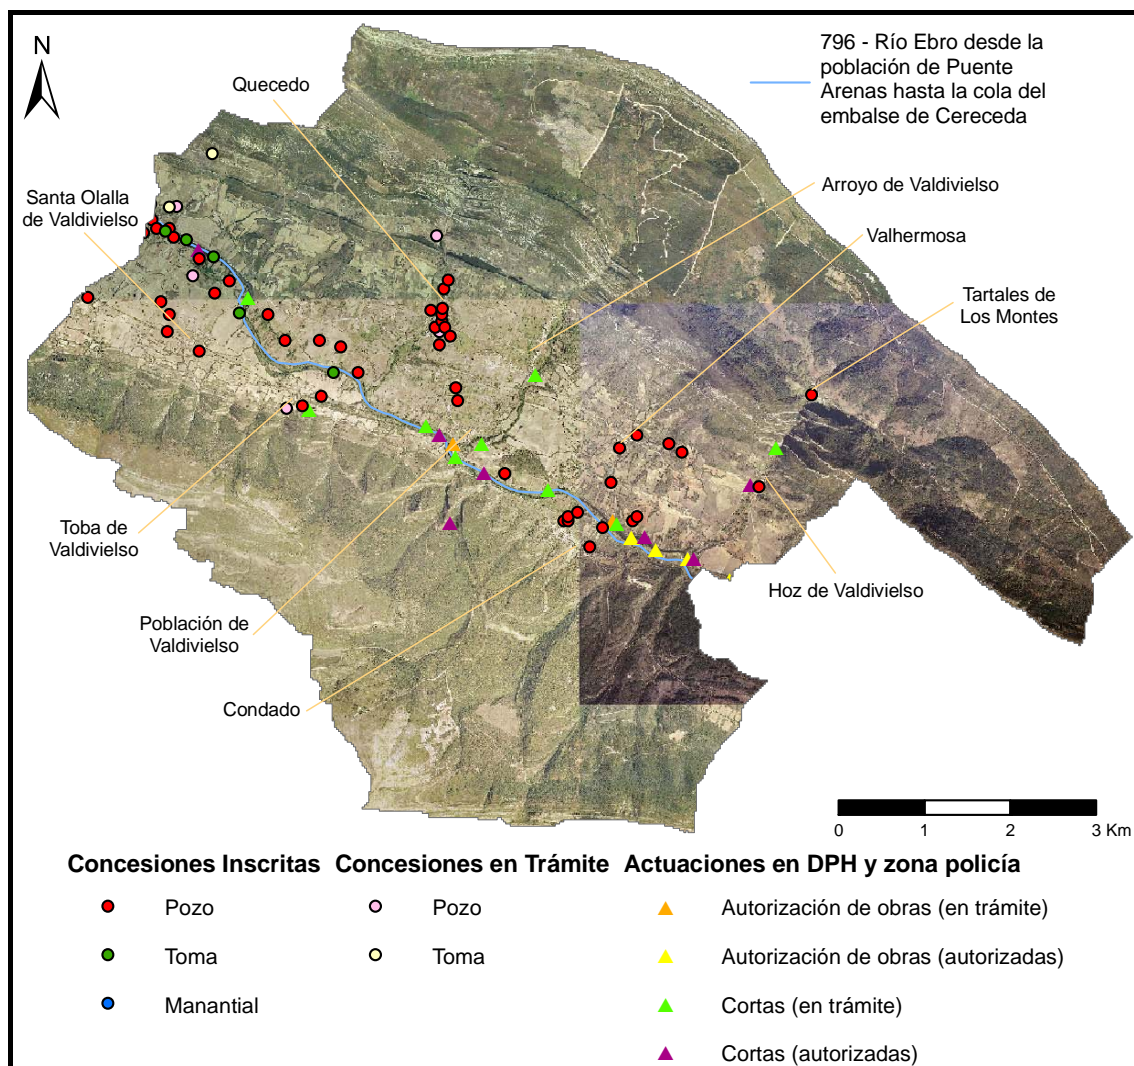 N
796 - Río Ebro desde la
población de Puente
Arenas hasta la cola del
embalse de Cereceda
Quecedo
Santa Olalla
de Valdivielso
Arroyo de Valdivielso
Valhermosa
Tartales de
Los Montes
Toba de
Valdivielso
Población de
Valdivielso
Condado
Hoz de Valdivielso
0 1 2 3 Km
Concesiones Inscritas
Pozo
Toma
Manantial
Concesiones en Trámite
Pozo
Toma
Actuaciones en DPH y zona policía
Autorización de obras (en trámite)
Autorización de obras (autorizadas)
Cortas (en trámite)
Cortas (autorizadas)